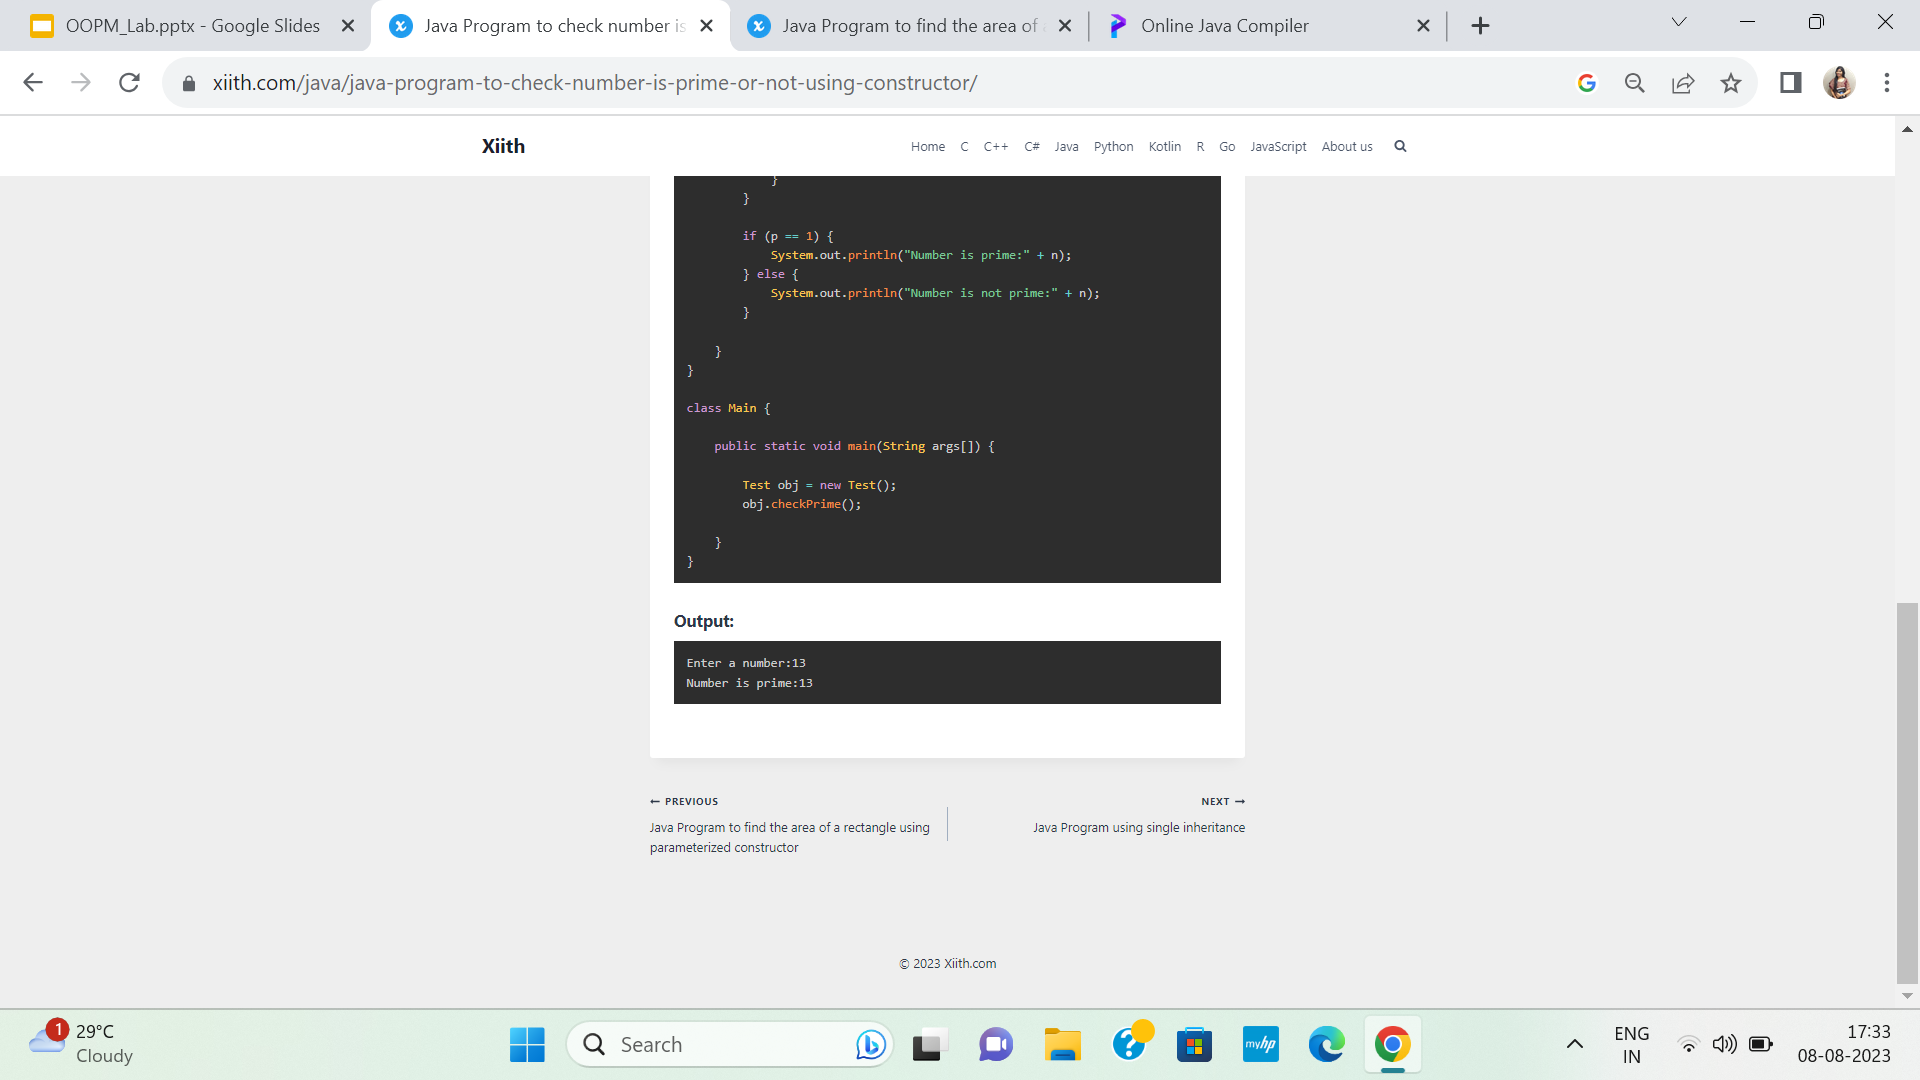 OOPM_Lab.pptx - Google Slides
Java Program to check number is
Java Program to find the area of
Online Java Compiler
xiith.com/java/java-program-to-check-number-is-prime-or-not-using-constructor/
Xiith
Home C C++ C# Java Python Kotlin R Go JavaScript About us
}
}
if (p == 1) {
System.out.println("Number is prime:" + n);
} else {
System.out.println("Number is not prime:" + n);
}
}
}
class Main {
public static void main(String args[]) {
Test obj = new Test();
obj.checkPrime();
}
}
Output:
Enter a number:13
Number is prime:13
← PREVIOUS
Java Program to find the area of a rectangle using
parameterized constructor
NEXT →
Java Program using single inheritance
© 2023 Xiith.com
1
29°C
Cloudy
Search
myhp
ENG
IN
17:33
08-08-2023